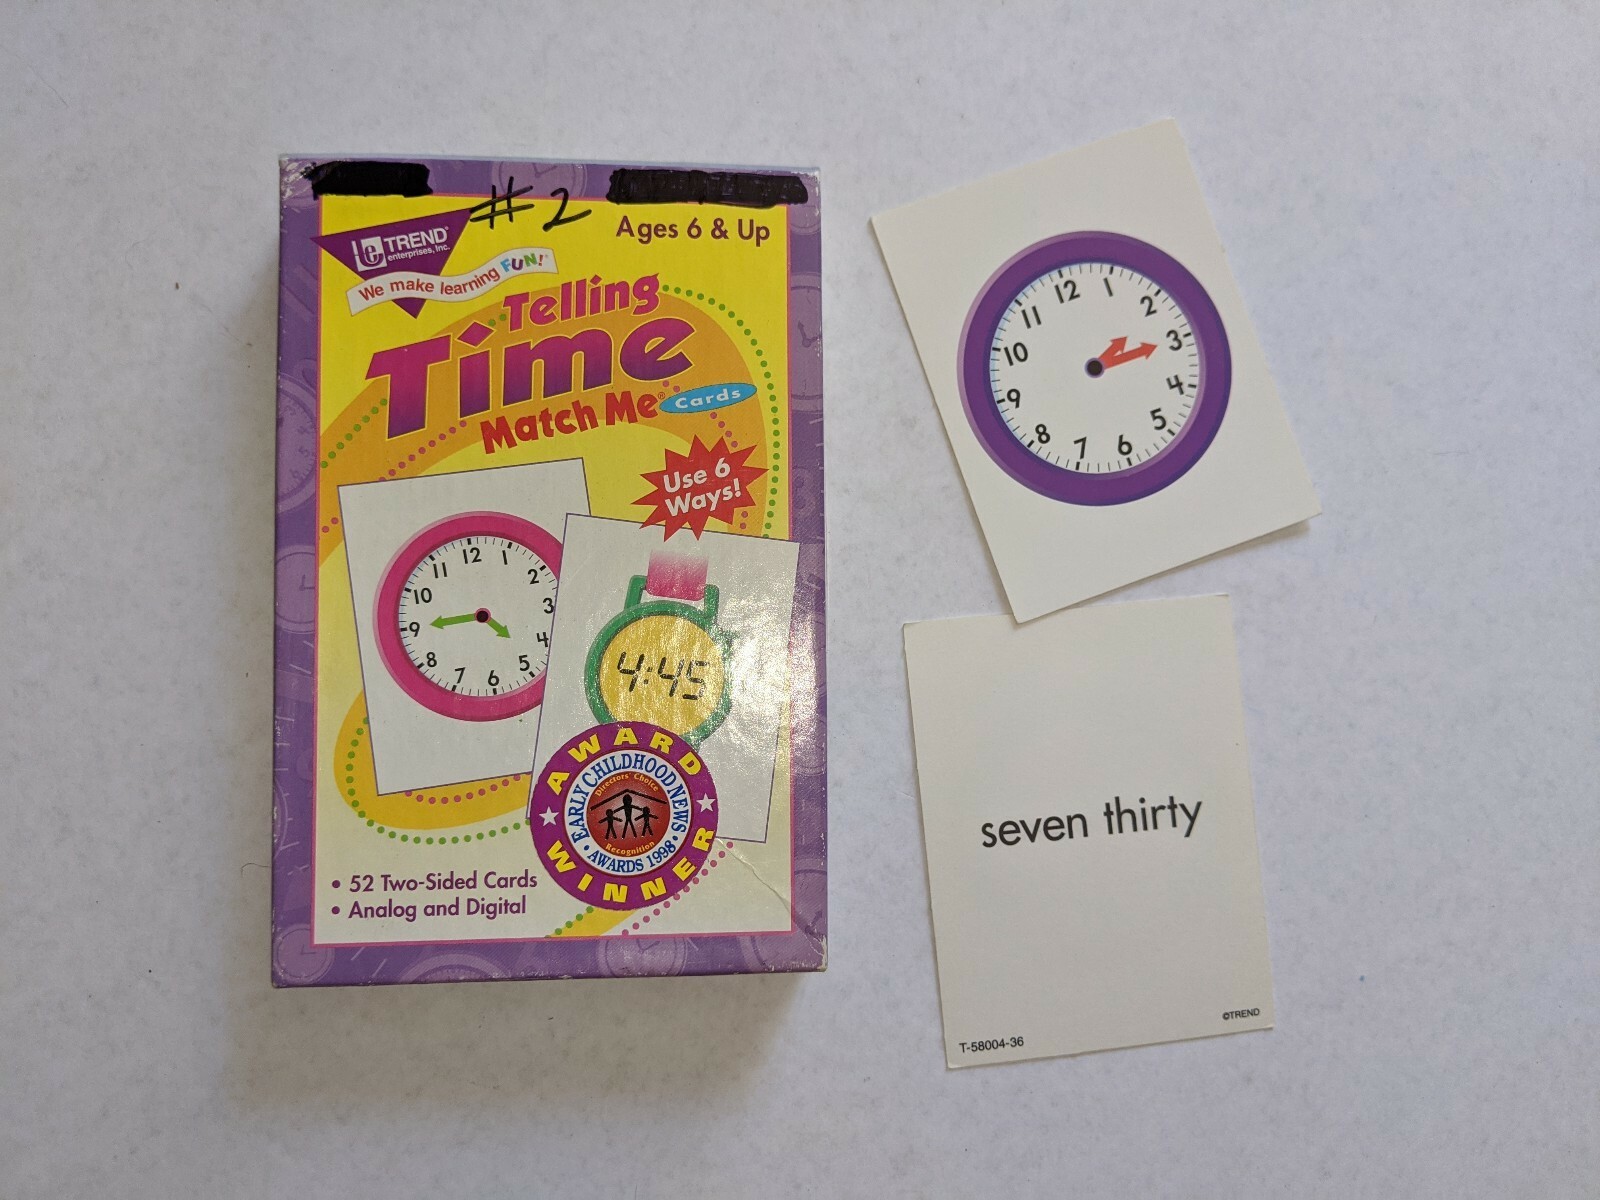 #2
e TREND®
enterprises, Inc.
Ages 6 & Up
We make learning FUN!®
Telling
Time
Match Me® Cards
Use 6
Ways!
12
1
2
3
4
5
6
7
8
9
10
11
4:45
AWARD
WINNER
EARLY CHILDHOOD NEWS
Directors' Choice
Recognition
• AWARDS 1998 •
• 52 Two-Sided Cards
• Analog and Digital
12
1
2
3
4
5
6
7
8
9
10
11
seven thirty
©TREND
T-58004-36